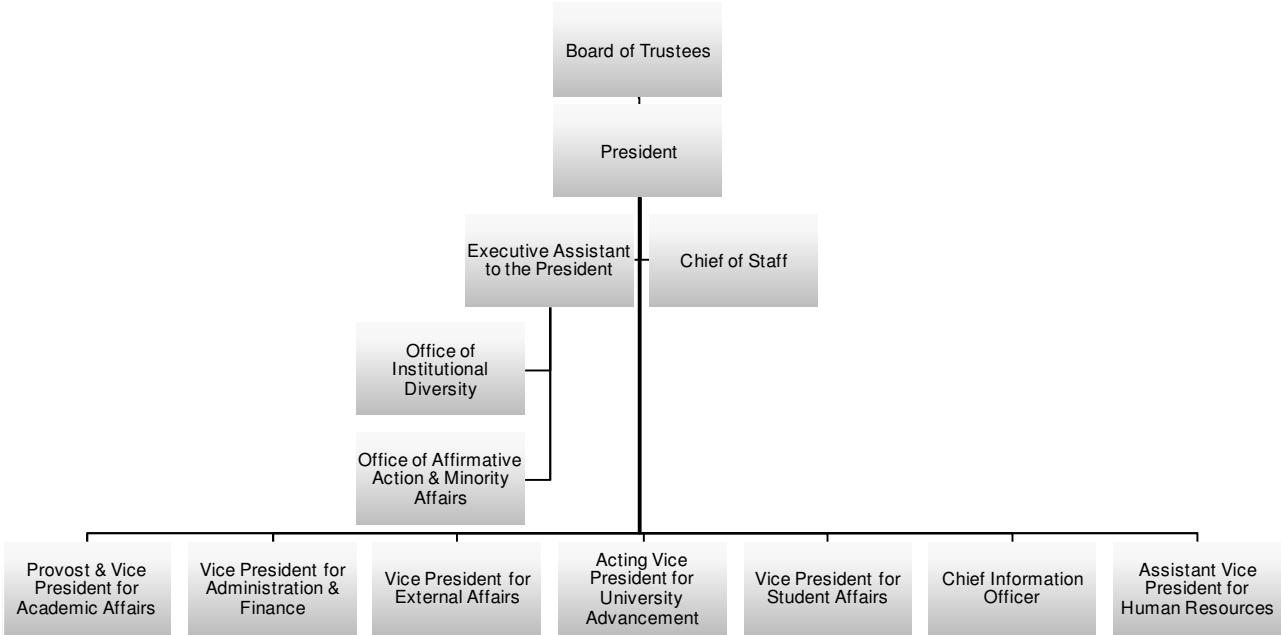 Board of Trustees
President
Executive Assistant
to the President
Chief of Staff
Office of
Institutional
Diversity
Office of Affirmative
Action & Minority
Affairs
Provost & Vice
President for
Academic Affairs
Vice President for
Administration &
Finance
Vice President for
External Affairs
Acting Vice
President for
University
Advancement
Vice President for
Student Affairs
Chief Information
Officer
Assistant Vice
President for
Human Resources